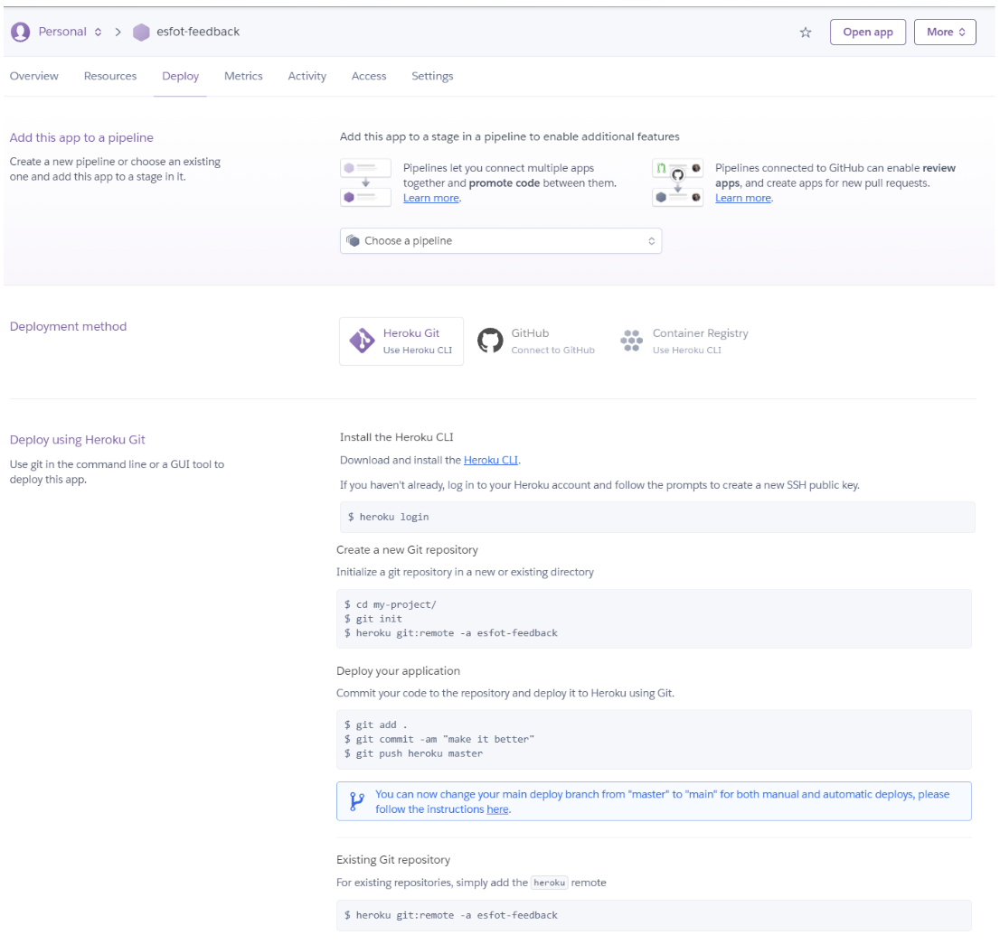 Personal > esfot-feedback
Open app
More
Overview Resources Deploy Metrics Activity Access Settings
Add this app to a pipeline
Create a new pipeline or choose an existing
one and add this app to a stage in it.
Add this app to a stage in a pipeline to enable additional features
Pipelines let you connect multiple apps
together and promote code between them.
Learn more.
Pipelines connected to GitHub can enable review
apps, and create apps for new pull requests.
Learn more.
Choose a pipeline
Deployment method
Heroku Git
Use Heroku CLI
GitHub
Connect to GitHub
Container Registry
Use Heroku CLI
Deploy using Heroku Git
Use git in the command line or a GUI tool to
deploy this app.
Install the Heroku CLI
Download and install the Heroku CLI.
If you haven't already, log in to your Heroku account and follow the prompts to create a new SSH public key.
$ heroku login
Create a new Git repository
Initialize a git repository in a new or existing directory
$ cd my-project/
$ git init
$ heroku git:remote -a esfot-feedback
Deploy your application
Commit your code to the repository and deploy it to Heroku using Git.
$ git add .
$ git commit -am "make it better"
$ git push heroku master
You can now change your main deploy branch from "master" to "main" for both manual and automatic deploys, please
follow the instructions here.
Existing Git repository
For existing repositories, simply add the heroku remote
$ heroku git:remote -a esfot-feedback